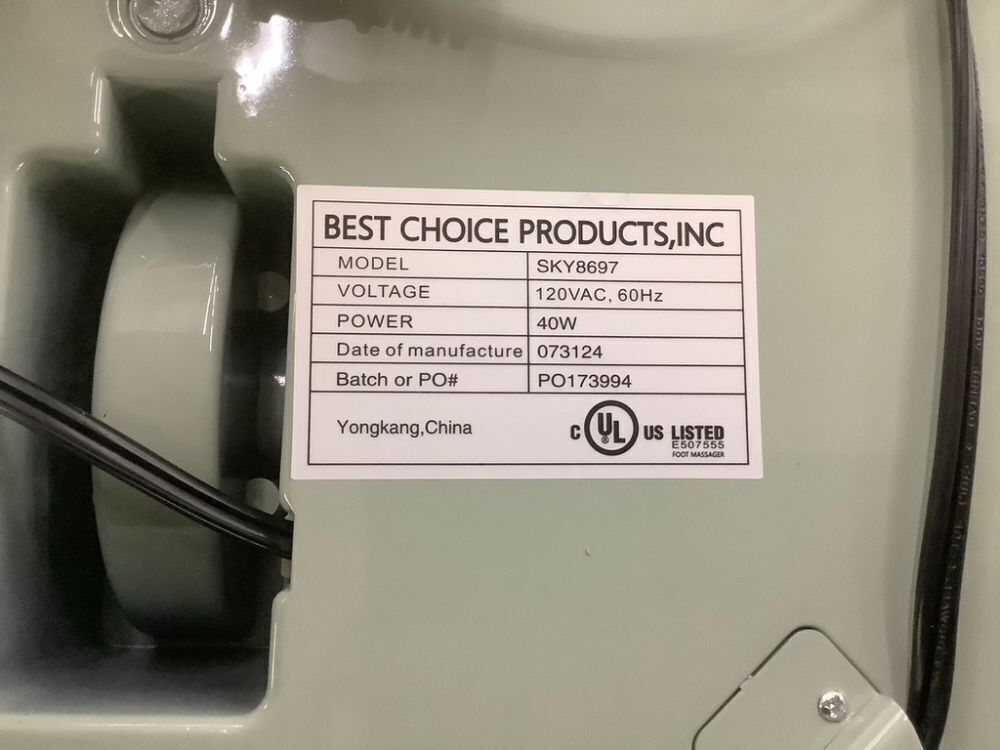 BEST CHOICE PRODUCTS,INC
MODEL SKY8697
VOLTAGE 120VAC, 60Hz
POWER 40W
Date of manufacture 073124
Batch or PO# PO173994
Yongkang,China
C UL ® US LISTED
E507555
FOOT MASSAGER